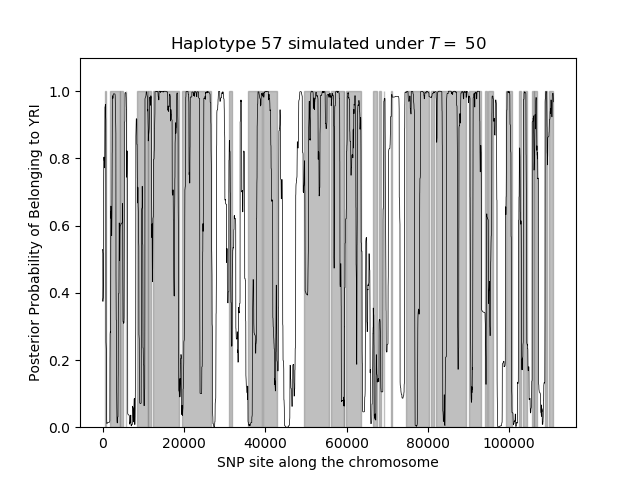 Haplotype 57 simulated under T = 50
Posterior Probability of Belonging to YRI
1.0
0.8
0.6
0.4
0.2
0.0
0 20000 40000 60000 80000 100000
SNP site along the chromosome